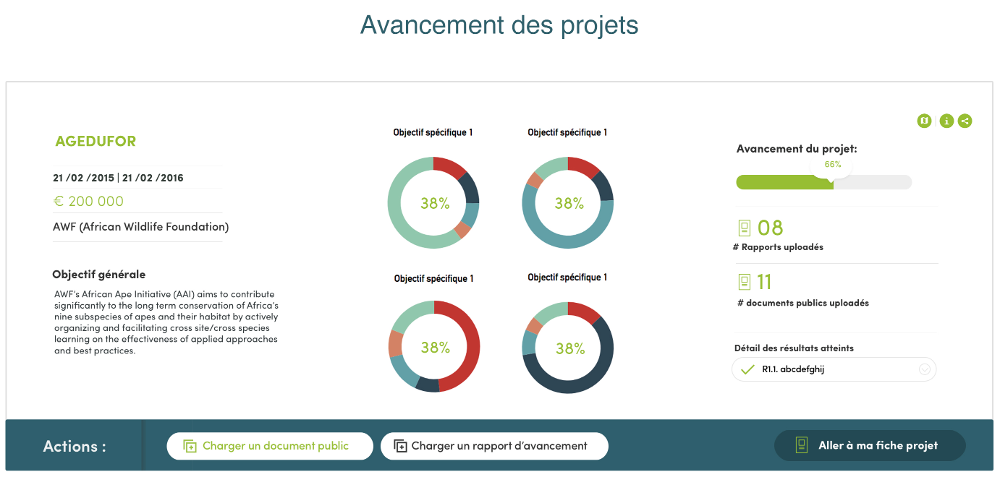 Avancement des projets
AGEDUFOR
21 /02 /2015 | 21 /02 /2016
€ 200 000
AWF (African Wildlife Foundation)
Objectif générale
AWF's African Ape Initiative (AAI) aims to contribute
significantly to the long term conservation of Africa's
nine subspecies of apes and their habitat by actively
organizing and facilitating cross site/cross species
learning on the effectiveness of applied approaches
and best practices.
Objectif spécifique 1
38%
Objectif spécifique 1
38%
Objectif spécifique 1
38%
Objectif spécifique 1
38%
Avancement du projet:
66%
08
# Rapports uploadés
11
# documents publics uploadés
Détail des résultats atteints
R1.1. abcdefghij
Actions :
Charger un document public
Charger un rapport d'avancement
Aller à ma fiche projet